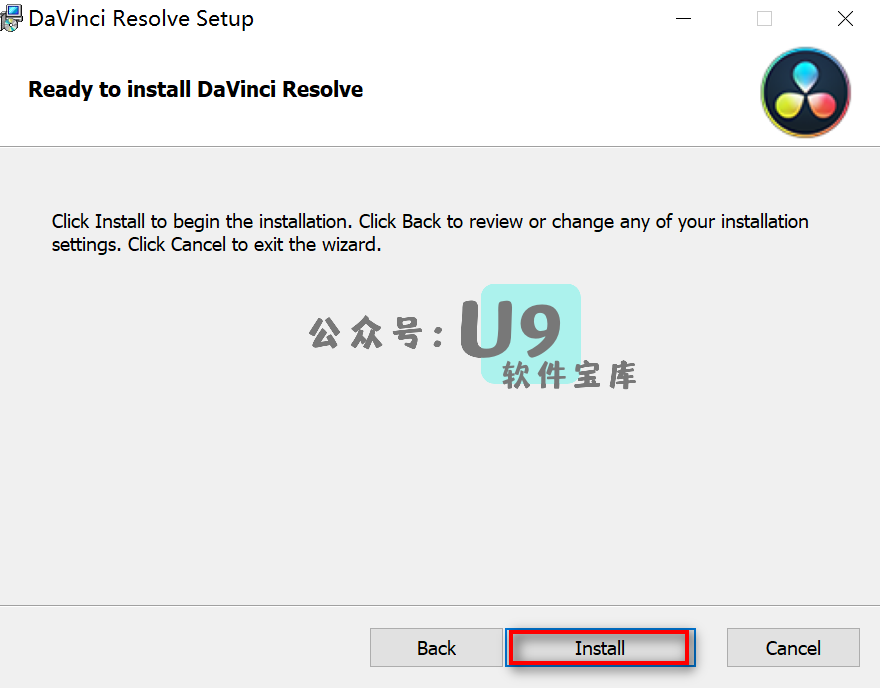 DaVinci Resolve Setup
Ready to install DaVinci Resolve
Click Install to begin the installation. Click Back to review or change any of your installation
settings. Click Cancel to exit the wizard.
公众号: U9
软件宝库
Back
Install
Cancel